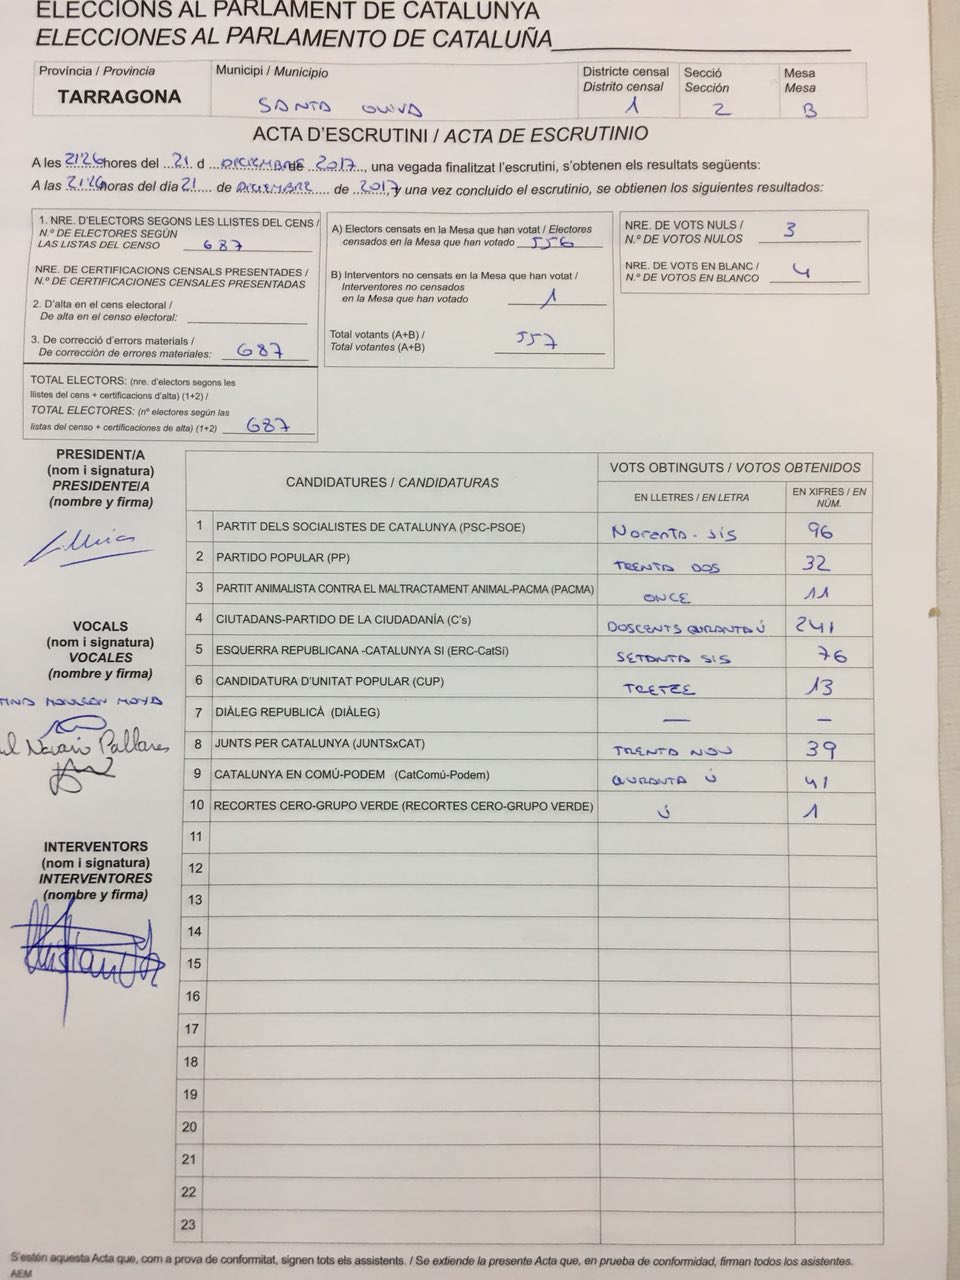 ELECCIONS AL PARLAMENT DE CATALUNYA
ELECCIONES AL PARLAMENTO DE CATALUÑA
Província / Provincia
TARRAGONA
Municipi / Municipio
SANTA OLIVA
Districte censal
Distrito censal
1
Secció
Sección
2
Mesa
Mesa
B
ACTA D'ESCRUTINI / ACTA DE ESCRUTINIO
A les 21'26 hores del 21 d DICIEMBRE de 2017, una vegada finalitzat l'escrutini, s'obtenen els resultats següents:
A las 21'26 horas del día 21 de DICIEMBRE de 2017, y una vez concluido el escrutinio, se obtienen los siguientes resultados:
1. NRE. D'ELECTORS SEGONS LES LLISTES DEL CENS /
N.º DE ELECTORES SEGÚN
LAS LISTAS DEL CENSO 687
NRE. DE CERTIFICACIONS CENSALS PRESENTADES /
N.º DE CERTIFICACIONES CENSALES PRESENTADAS
2. D'alta en el cens electoral /
De alta en el censo electoral:
3. De correcció d'errors materials /
De corrección de errores materiales: 687
TOTAL ELECTORS: (nre. d'electors segons les
llistes del cens + certificacions d'alta) (1+2) /
TOTAL ELECTORES: (nº electores según las
listas del censo + certificaciones de alta) (1+2) 687
A) Electors censats en la Mesa que han votat / Electores
censados en la Mesa que han votado 556
B) Interventors no censats en la Mesa que han votat /
Interventores no censados
en la Mesa que han votado 1
Total votants (A+B) /
Total votantes (A+B) 557
NRE. DE VOTS NULS /
N.º DE VOTOS NULOS 3
NRE. DE VOTS EN BLANC /
N.º DE VOTOS EN BLANCO 4
PRESIDENT/A
(nom i signatura)
PRESIDENTE/A
(nombre y firma)
VOCALS
(nom i signatura)
VOCALES
(nombre y firma)
Navarro Pallares
INTERVENTORS
(nom i signatura)
INTERVENTORES
(nombre y firma)
CANDIDATURES / CANDIDATURAS
VOTS OBTINGUTS / VOTOS OBTENIDOS
EN LLETRES / EN LETRA
EN XIFRES / EN NÚM.
1 PARTIT DELS SOCIALISTES DE CATALUNYA (PSC-PSOE) Noranta-sis 96
2 PARTIDO POPULAR (PP) TRENTA DOS 32
3 PARTIT ANIMALISTA CONTRA EL MALTRACTAMENT ANIMAL-PACMA (PACMA) ONCE 11
4 CIUTADANS-PARTIDO DE LA CIUDADANÍA (C's) DOSCENTS QURANTA Ú 241
5 ESQUERRA REPUBLICANA -CATALUNYA SI (ERC-CatSí) SETANTA SIS 76
6 CANDIDATURA D'UNITAT POPULAR (CUP) TRETZE 13
7 DIÀLEG REPUBLICÀ (DIÀLEG) — —
8 JUNTS PER CATALUNYA (JUNTSxCAT) TRENTA NOU 39
9 CATALUNYA EN COMÚ-PODEM (CatComú-Podem) QURANTA Ú 41
10 RECORTES CERO-GRUPO VERDE (RECORTES CERO-GRUPO VERDE) Ú 1
11
12
13
14
15
16
17
18
19
20
21
22
23
S'estén aquesta Acta que, com a prova de conformitat, signen tots els assistents. / Se extiende la presente Acta que, en prueba de conformidad, firman todos los asistentes.
AEM